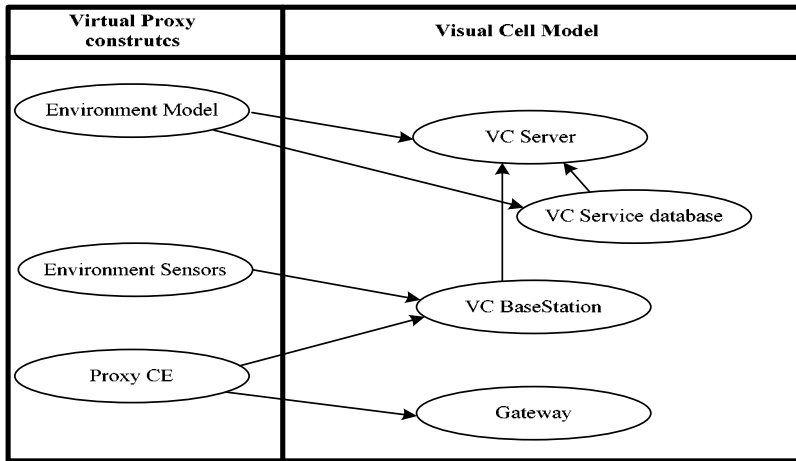 Virtual Proxy
construtcs
Visual Cell Model
Environment Model
VC Server
VC Service database
Environment Sensors
VC BaseStation
Proxy CE
Gateway